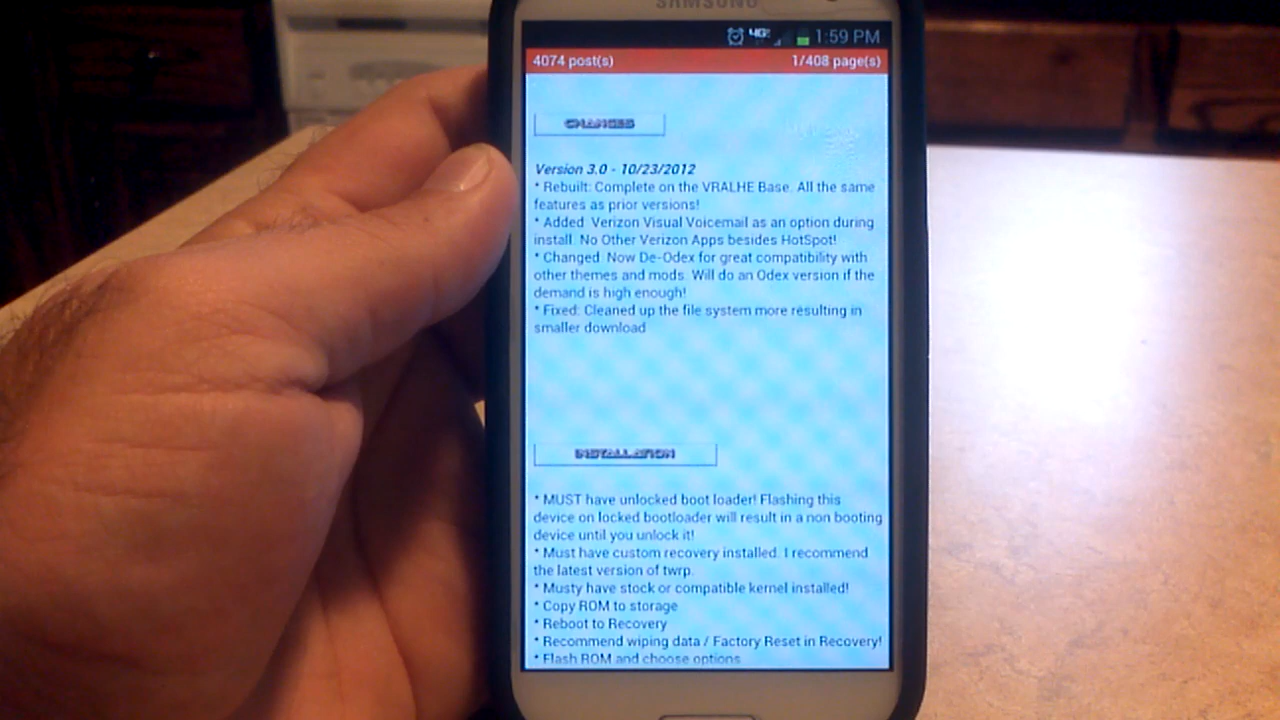 SAMSUNG
4G 1:59 PM
4074 post(s) 1/408 page(s)
CHANGES
Version 3.0 - 10/23/2012
* Rebuilt: Complete on the VRALHE Base. All the same
features as prior versions!
* Added: Verizon Visual Voicemail as an option during
install. No Other Verizon Apps besides HotSpot!
* Changed: Now De-Odex for great compatibility with
other themes and mods. Will do an Odex version if the
demand is high enough!
* Fixed: Cleaned up the file system more resulting in
smaller download
INSTALLATION
* MUST have unlocked boot loader! Flashing this
device on locked bootloader will result in a non booting
device until you unlock it!
* Must have custom recovery installed. I recommend
the latest version of twrp.
* Musty have stock or compatible kernel installed!
* Copy ROM to storage
* Reboot to Recovery
* Recommend wiping data / Factory Reset in Recovery!
* Flash ROM and choose options